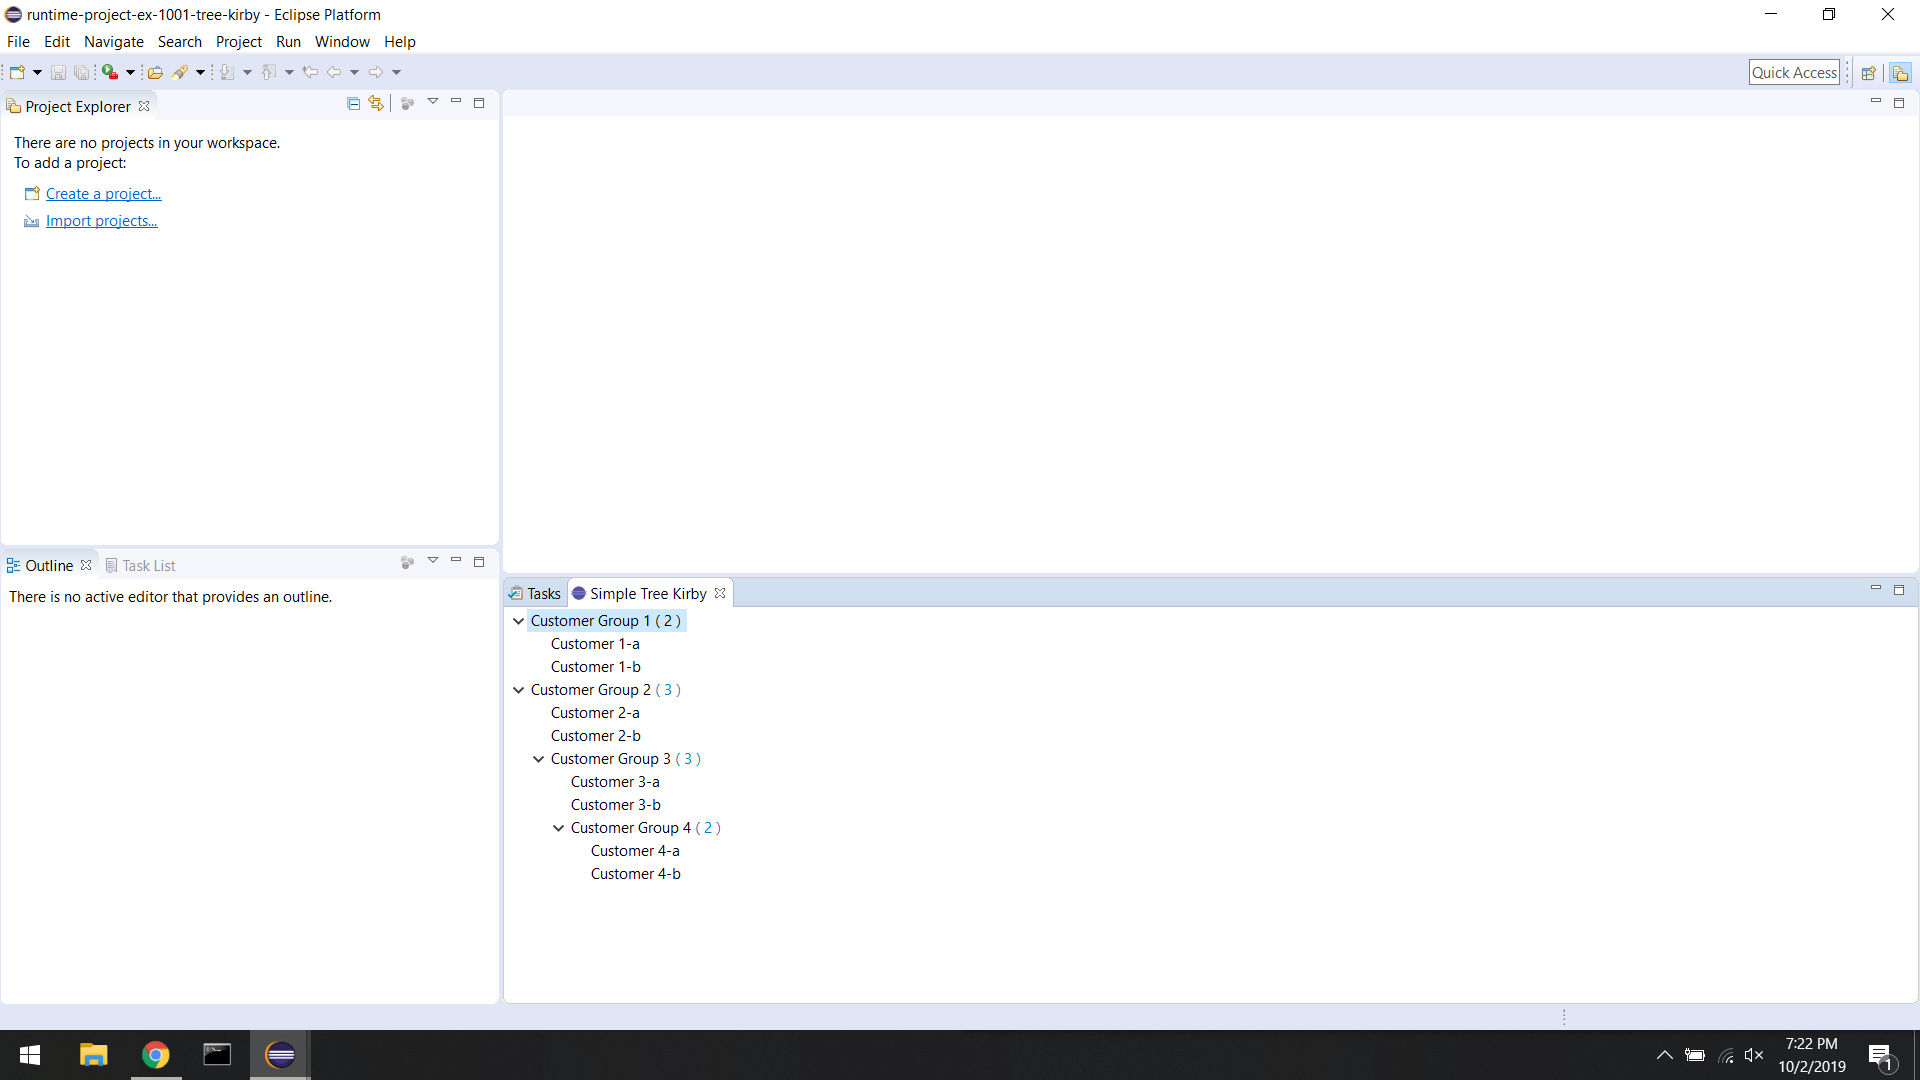 runtime-project-ex-1001-tree-kirby - Eclipse Platform
File Edit Navigate Search Project Run Window Help
Quick Access
Project Explorer
There are no projects in your workspace.
To add a project:
Create a project...
Import projects...
Outline Task List
There is no active editor that provides an outline.
Tasks Simple Tree Kirby
Customer Group 1 ( 2 )
Customer 1-a
Customer 1-b
Customer Group 2 ( 3 )
Customer 2-a
Customer 2-b
Customer Group 3 ( 3 )
Customer 3-a
Customer 3-b
Customer Group 4 ( 2 )
Customer 4-a
Customer 4-b
7:22 PM
10/2/2019
1